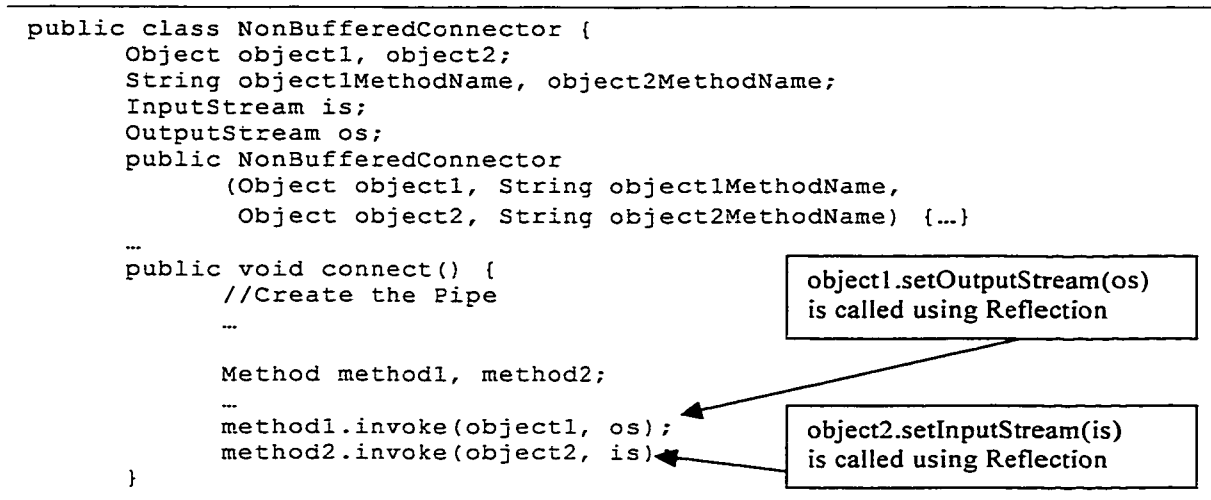 public class NonBufferedConnector {
Object object1, object2;
String object1MethodName, object2MethodName;
InputStream is;
OutputStream os;
public NonBufferedConnector
(Object object1, String object1MethodName,
Object object2, String object2MethodName) {…}
…
public void connect() {
//Create the Pipe
…
Method method1, method2;
…
method1.invoke(object1, os);
method2.invoke(object2, is)
}
object1.setOutputStream(os)
is called using Reflection
object2.setInputStream(is)
is called using Reflection